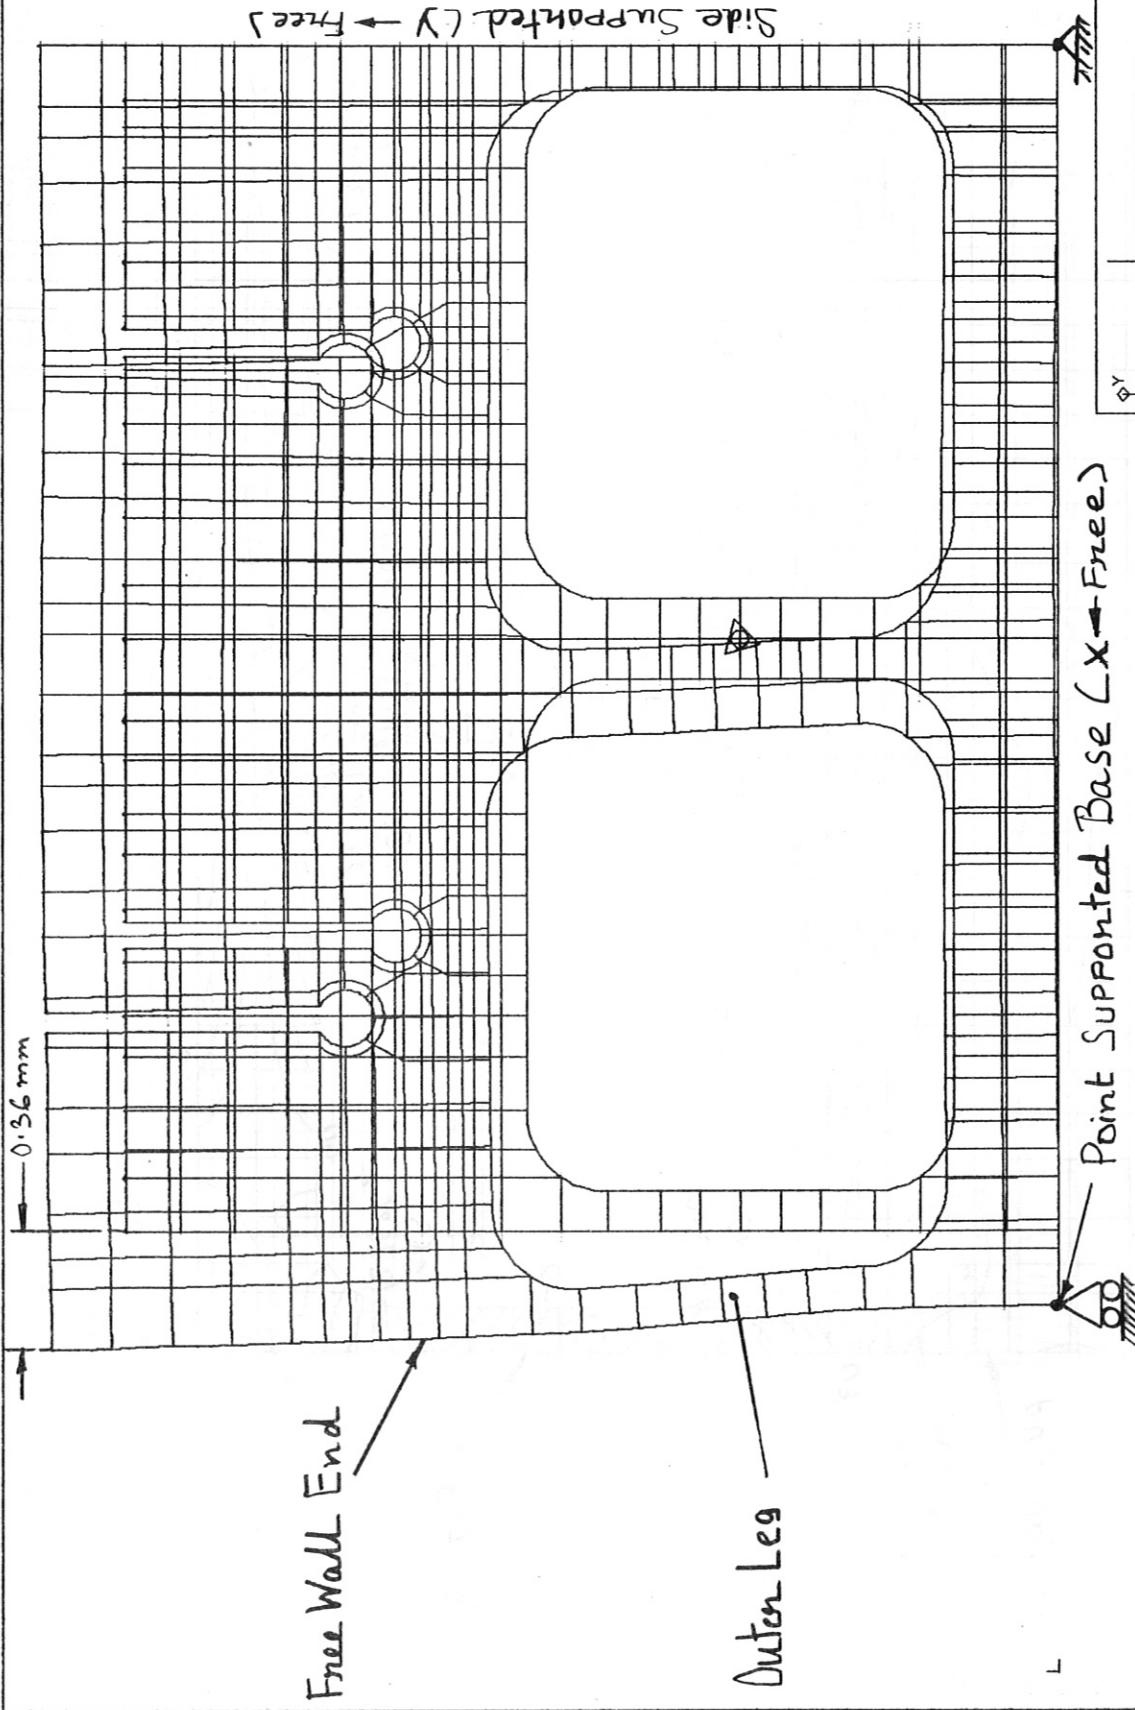 Side Supported (Y ← Free)
0.36 mm
Free Wall End
Outer Leg
Point Supported Base (X ← Free)
Y